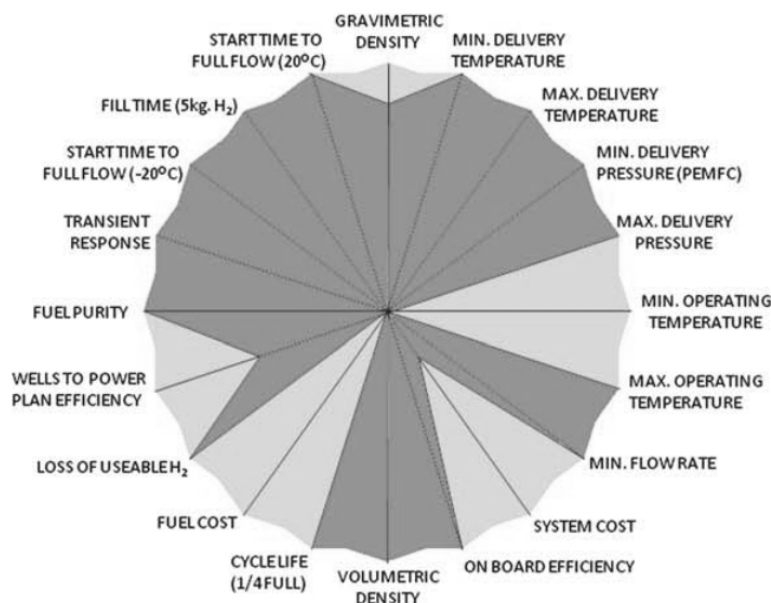 GRAVIMETRIC
DENSITY
MIN. DELIVERY
TEMPERATURE
MAX. DELIVERY
TEMPERATURE
MIN. DELIVERY
PRESSURE (PEMFC)
MAX. DELIVERY
PRESSURE
MIN. OPERATING
TEMPERATURE
MAX. OPERATING
TEMPERATURE
MIN. FLOW RATE
SYSTEM COST
ON BOARD EFFICIENCY
VOLUMETRIC
DENSITY
CYCLE LIFE
(1/4 FULL)
FUEL COST
LOSS OF USEABLE H₂
WELLS TO POWER
PLAN EFFICIENCY
FUEL PURITY
TRANSIENT
RESPONSE
START TIME TO
FULL FLOW (-20°C)
FILL TIME (5kg. H₂)
START TIME TO
FULL FLOW (20°C)